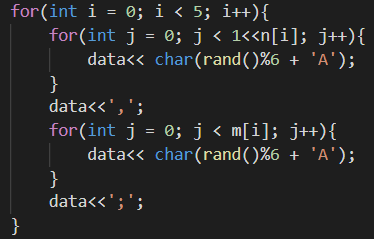 for(int i = 0; i < 5; i++){
    for(int j = 0; j < 1<<n[i]; j++){
        data<< char(rand()%6 + 'A');
    }
    data<<',';
    for(int j = 0; j < m[i]; j++){
        data<< char(rand()%6 + 'A');
    }
    data<<';';
}